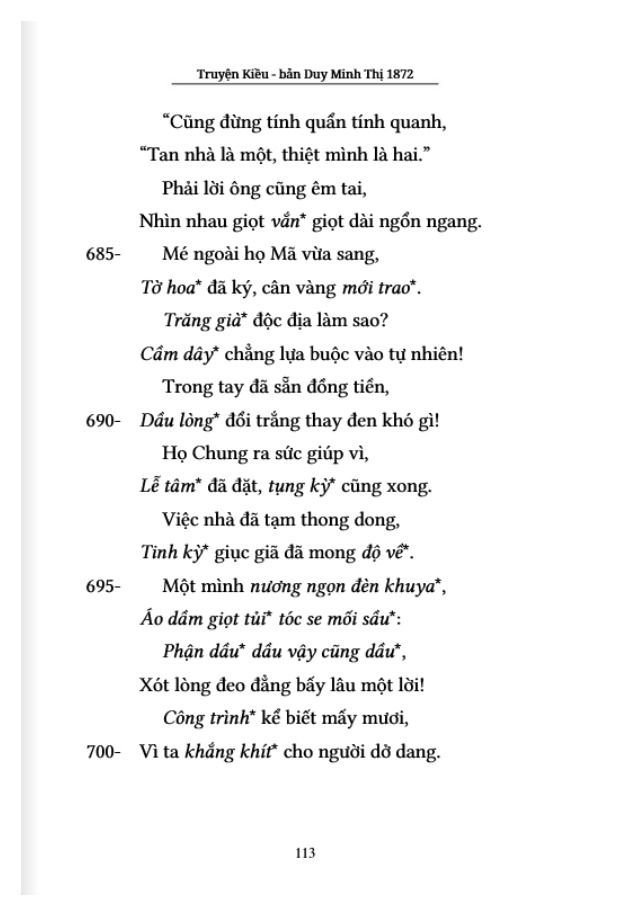 Truyện Kiều - bản Duy Minh Thị 1872
“Cũng đừng tính quẩn tính quanh,
“Tan nhà là một, thiệt mình là hai.”
Phải lời ông cũng êm tai,
Nhìn nhau giọt vắn* giọt dài ngổn ngang.
685- Mé ngoài họ Mã vừa sang,
Tờ hoa* đã ký, cân vàng mới trao*.
Trăng già* độc địa làm sao?
Cầm dây* chẳng lựa buộc vào tự nhiên!
Trong tay đã sẵn đồng tiền,
690- Dầu lòng* đổi trắng thay đen khó gì!
Họ Chung ra sức giúp vì,
Lễ tâm* đã đặt, tụng kỳ* cũng xong.
Việc nhà đã tạm thong dong,
Tinh kỳ* giục giã đã mong độ về*.
695- Một mình nương ngọn đèn khuya*,
Áo dầm giọt tủi* tóc se mối sầu*:
Phận dầu* dầu vậy cũng dầu*,
Xót lòng đeo đẳng bấy lâu một lời!
Công trình* kể biết mấy mươi,
700- Vì ta khắng khít* cho người dở dang.
113